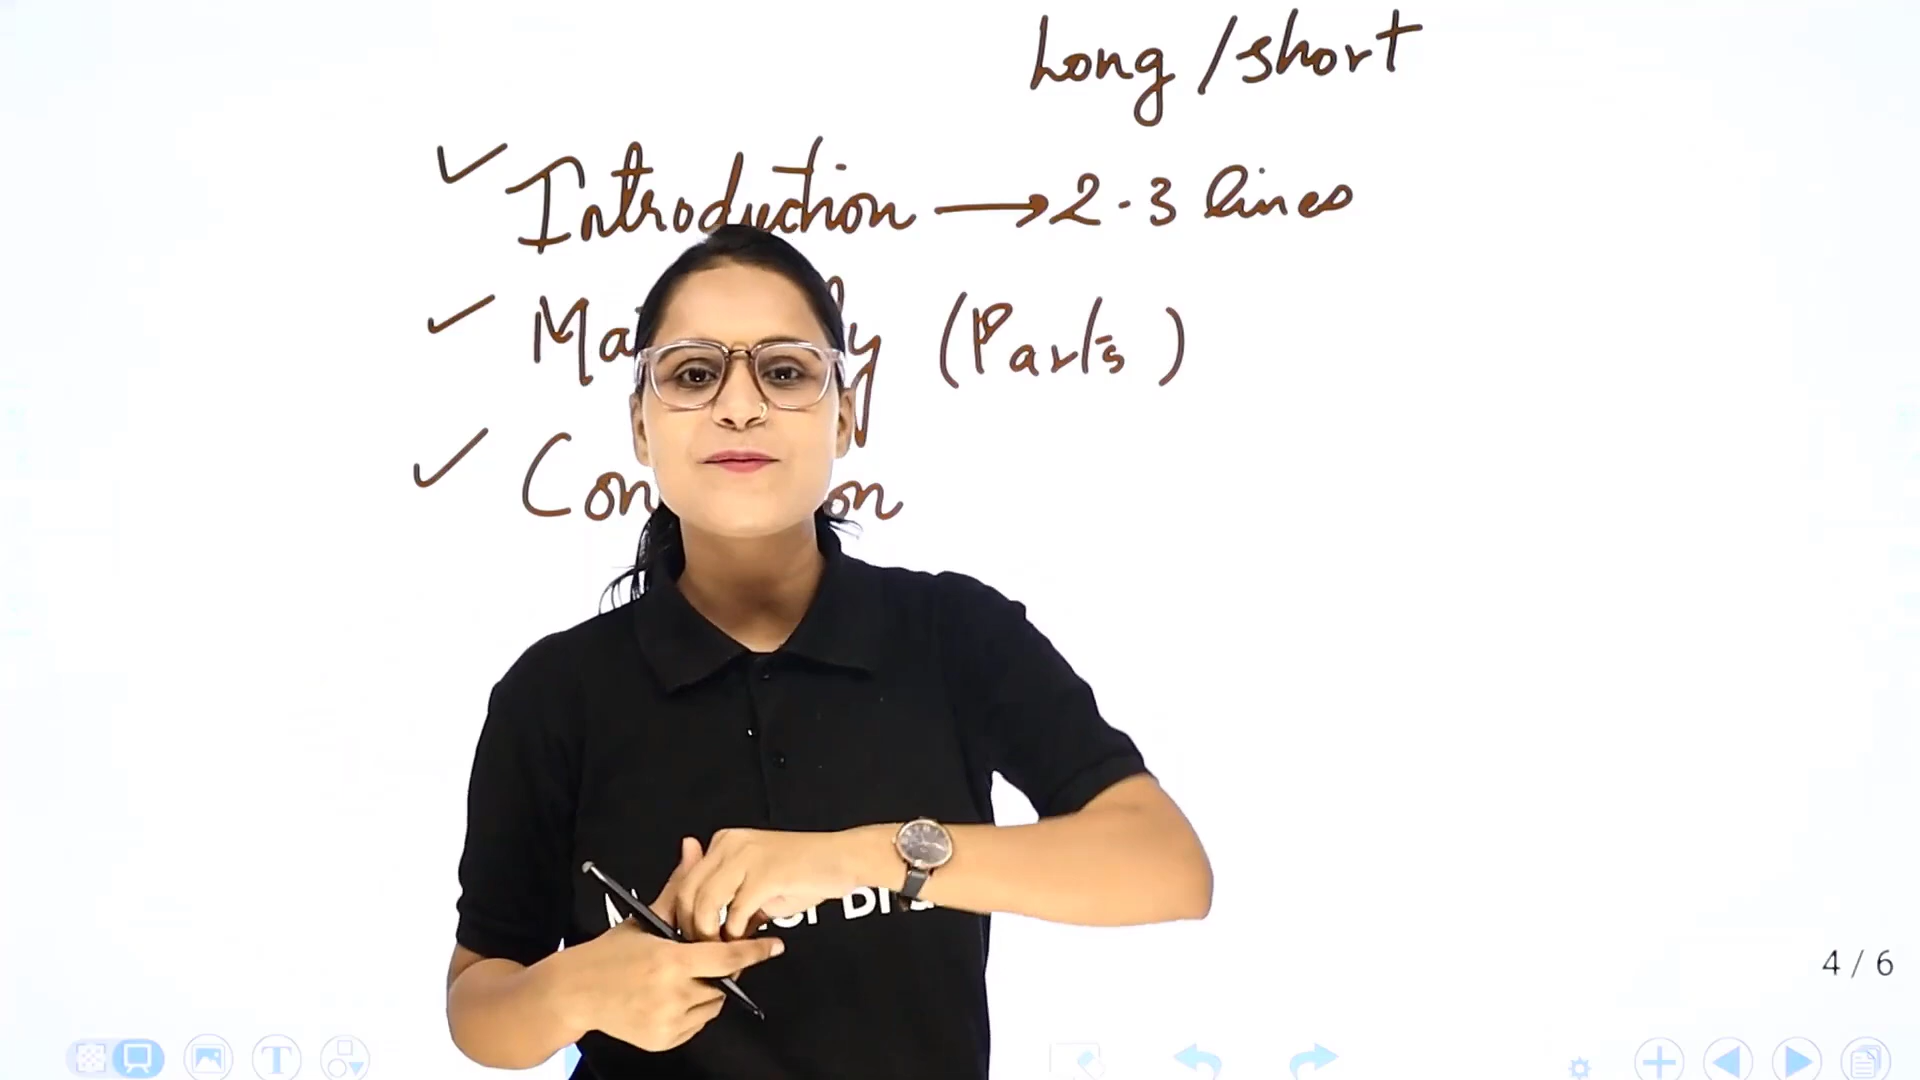 Long / short
✓ Introduction → 2-3 lines
✓ (Parts)
✓
4 / 6